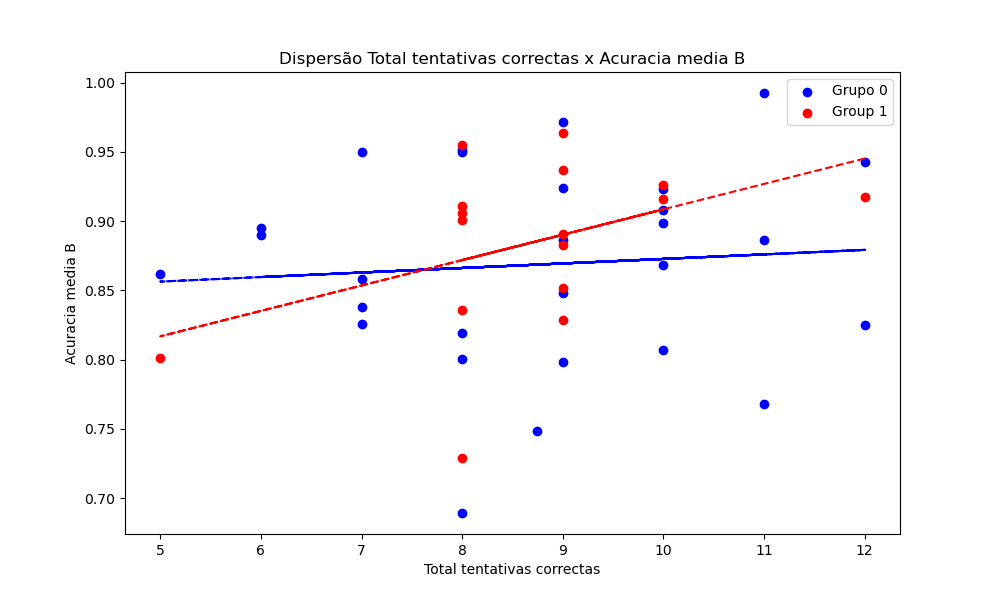 Dispersão Total tentativas correctas x Acuracia media B
Grupo 0
Group 1
1.00
0.95
0.90
0.85
0.80
0.75
0.70
Acuracia media B
5 6 7 8 9 10 11 12
Total tentativas correctas